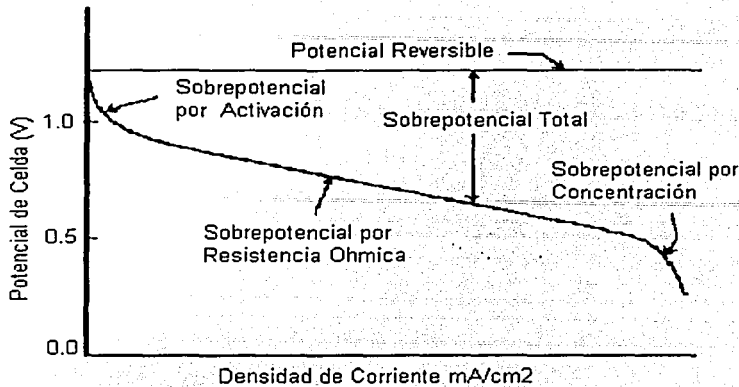 Potencial Reversible
Sobrepotencial
por Activación
Sobrepotencial Total
Sobrepotencial por
Concentración
Sobrepotencial por
Resistencia Ohmica
Potencial de Celda (V)
1.0
0.5
0.0
Densidad de Corriente mA/cm2